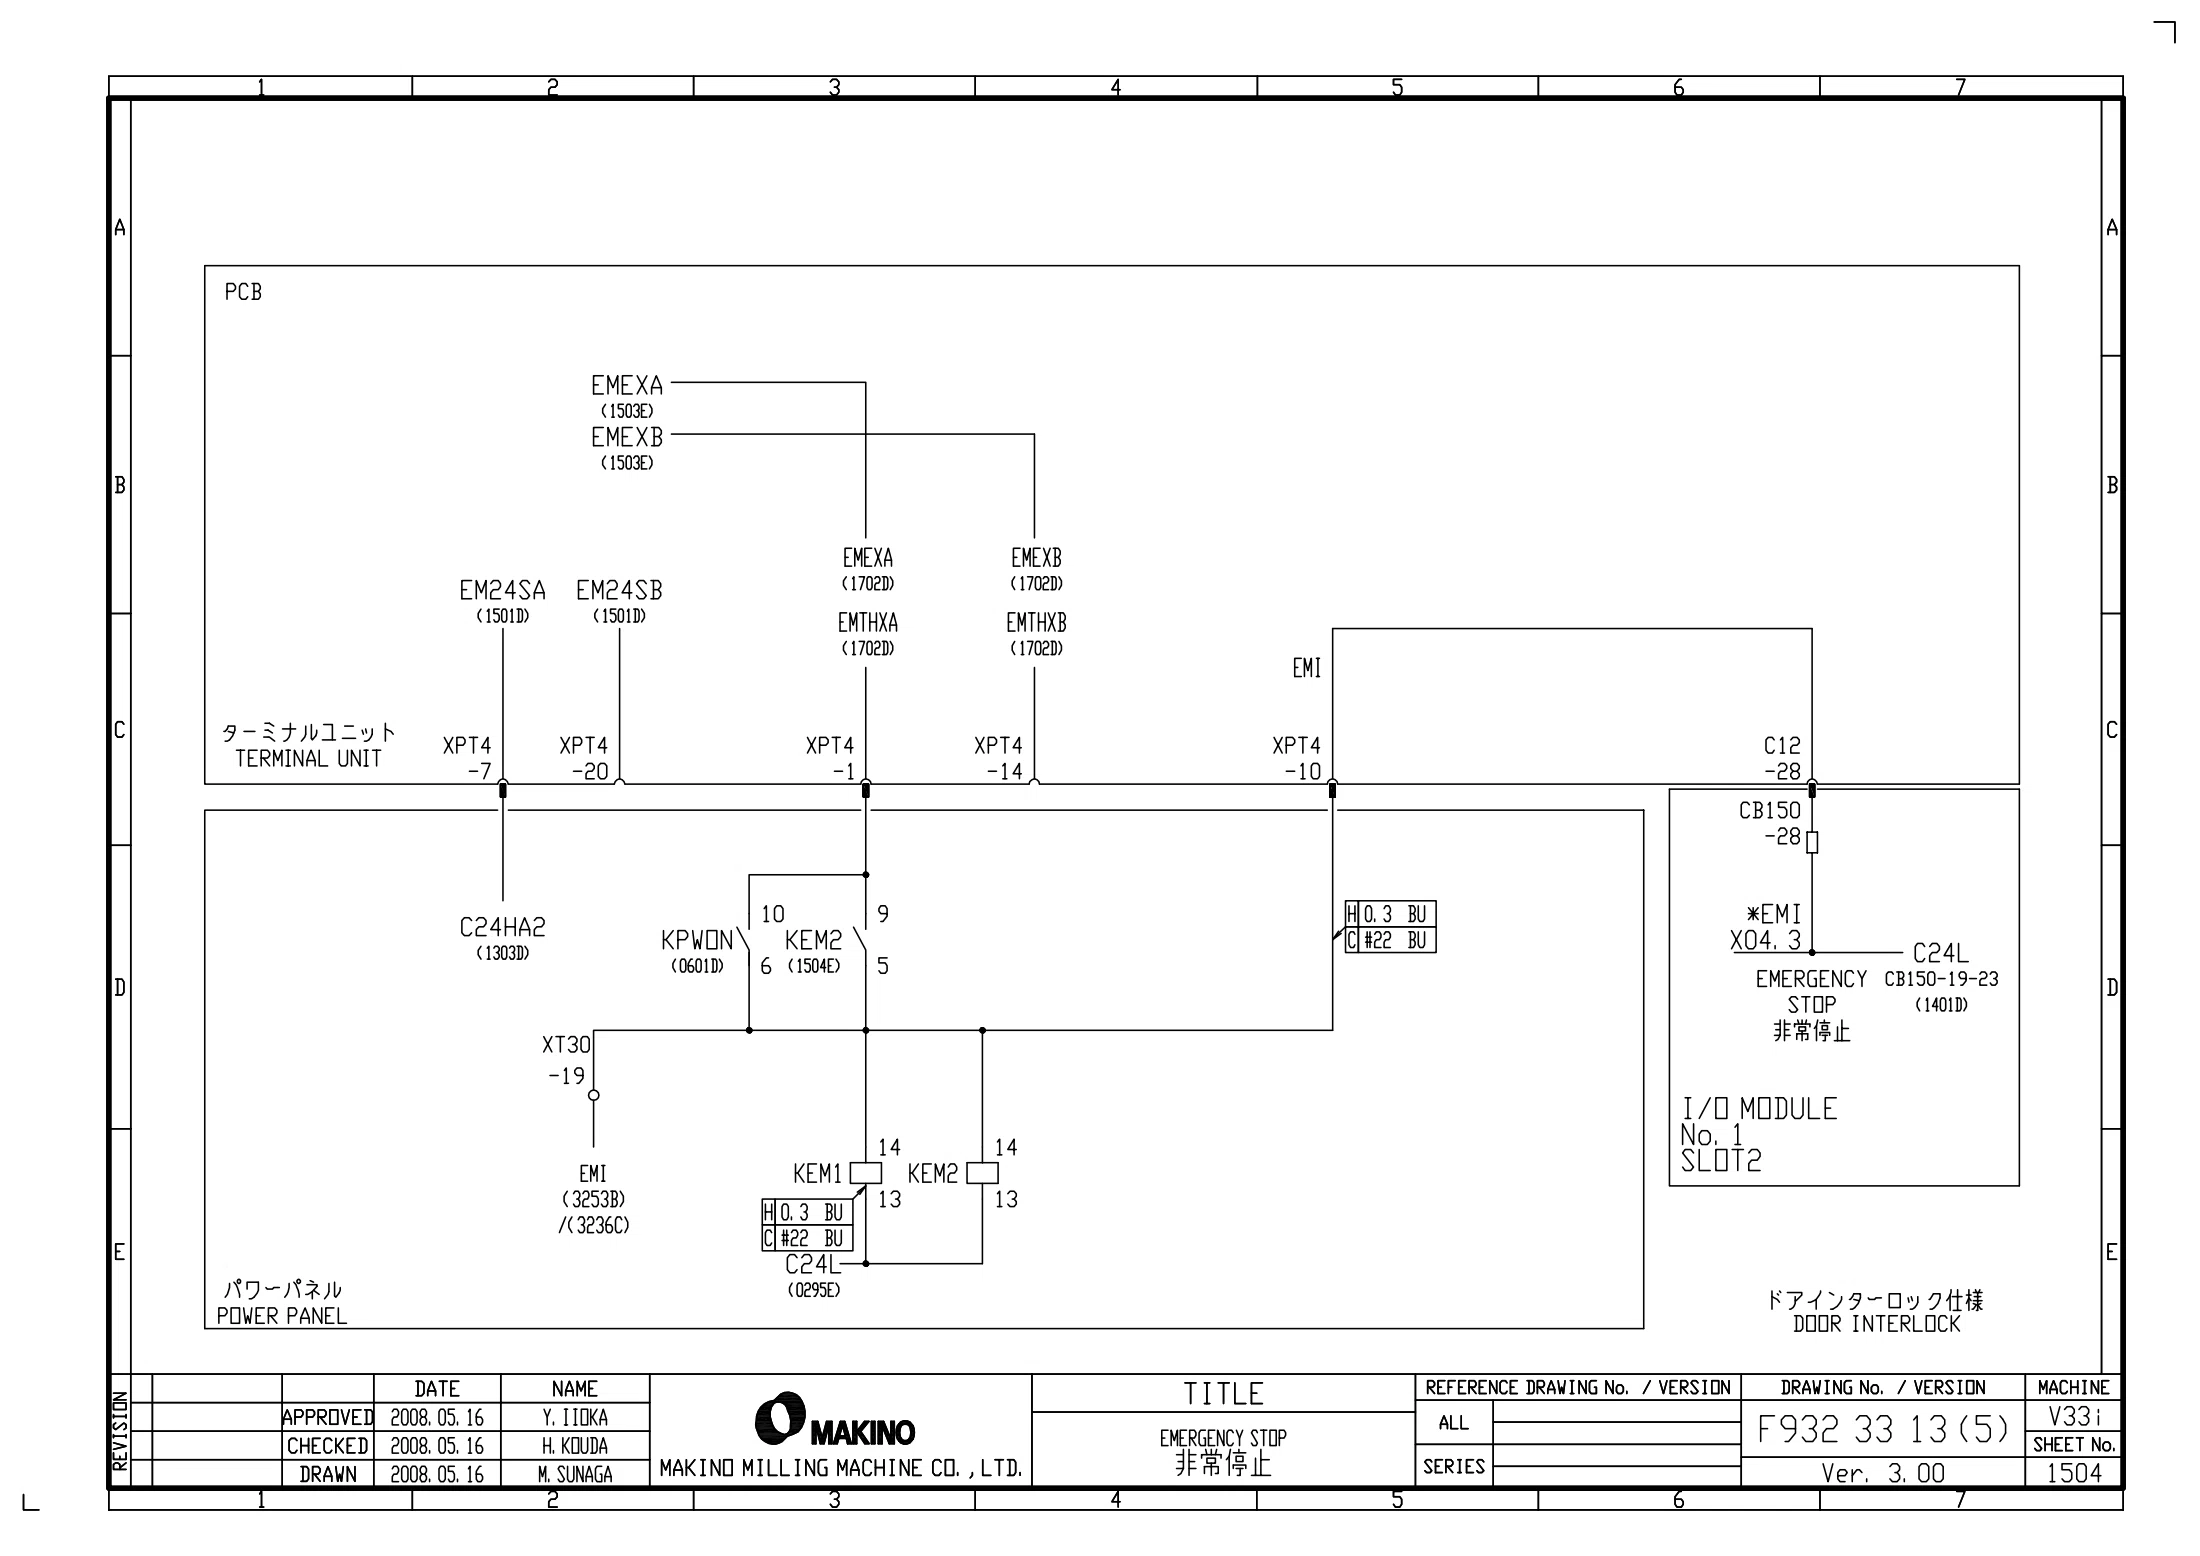 1 2 3 4 5 6 7
A A
PCB
EMEXA
(1503E)
EMEXB
(1503E)
B B
EMEXA EMEXB
(1702D) (1702D)
EM24SA EM24SB
(1501D) (1501D)
EMTHXA EMTHXB
(1702D) (1702D)
EMI
C C
ターミナルユニット
TERMINAL UNIT
XPT4 XPT4 XPT4 XPT4 XPT4 C12
-7 -20 -1 -14 -10 -28
CB150
-28
C24HA2
(1303D)
10 9
KPWON KEM2
(0601D) 6 (1504E) 5
H 0.3 BU
C #22 BU
*EMI
X04.3
C24L
EMERGENCY CB150-19-23
STOP (1401D)
非常停止
D D
XT30
-19
I/O MODULE
No. 1
SLOT2
14 14
KEM1 KEM2
13 13
EMI
(3253B)
/(3236C)
H 0.3 BU
C #22 BU
C24L
(0295E)
E E
パワーパネル
POWER PANEL
ドアインターロック仕様
DOOR INTERLOCK
REVISION
DATE NAME
APPROVED 2008.05.16 Y. IIOKA
CHECKED 2008.05.16 H. KOUDA
DRAWN 2008.05.16 M. SUNAGA
MAKINO
MAKINO MILLING MACHINE CO.,LTD.
TITLE
EMERGENCY STOP
非常停止
REFERENCE DRAWING No. / VERSION
ALL
SERIES
DRAWING No. / VERSION
F932 33 13(5)
Ver. 3.00
MACHINE
V33i
SHEET No.
1504
1 2 3 4 5 6 7